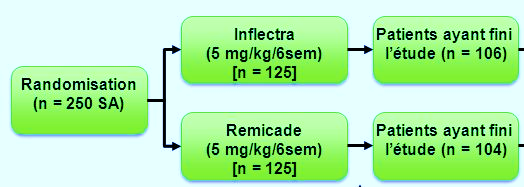 Randomisation
(n = 250 SA)
Inflectra
(5 mg/kg/6sem)
[n = 125]
Patients ayant fini
l'étude (n = 106)
Remicade
(5 mg/kg/6sem)
[n = 125]
Patients ayant fini
l'étude (n = 104)